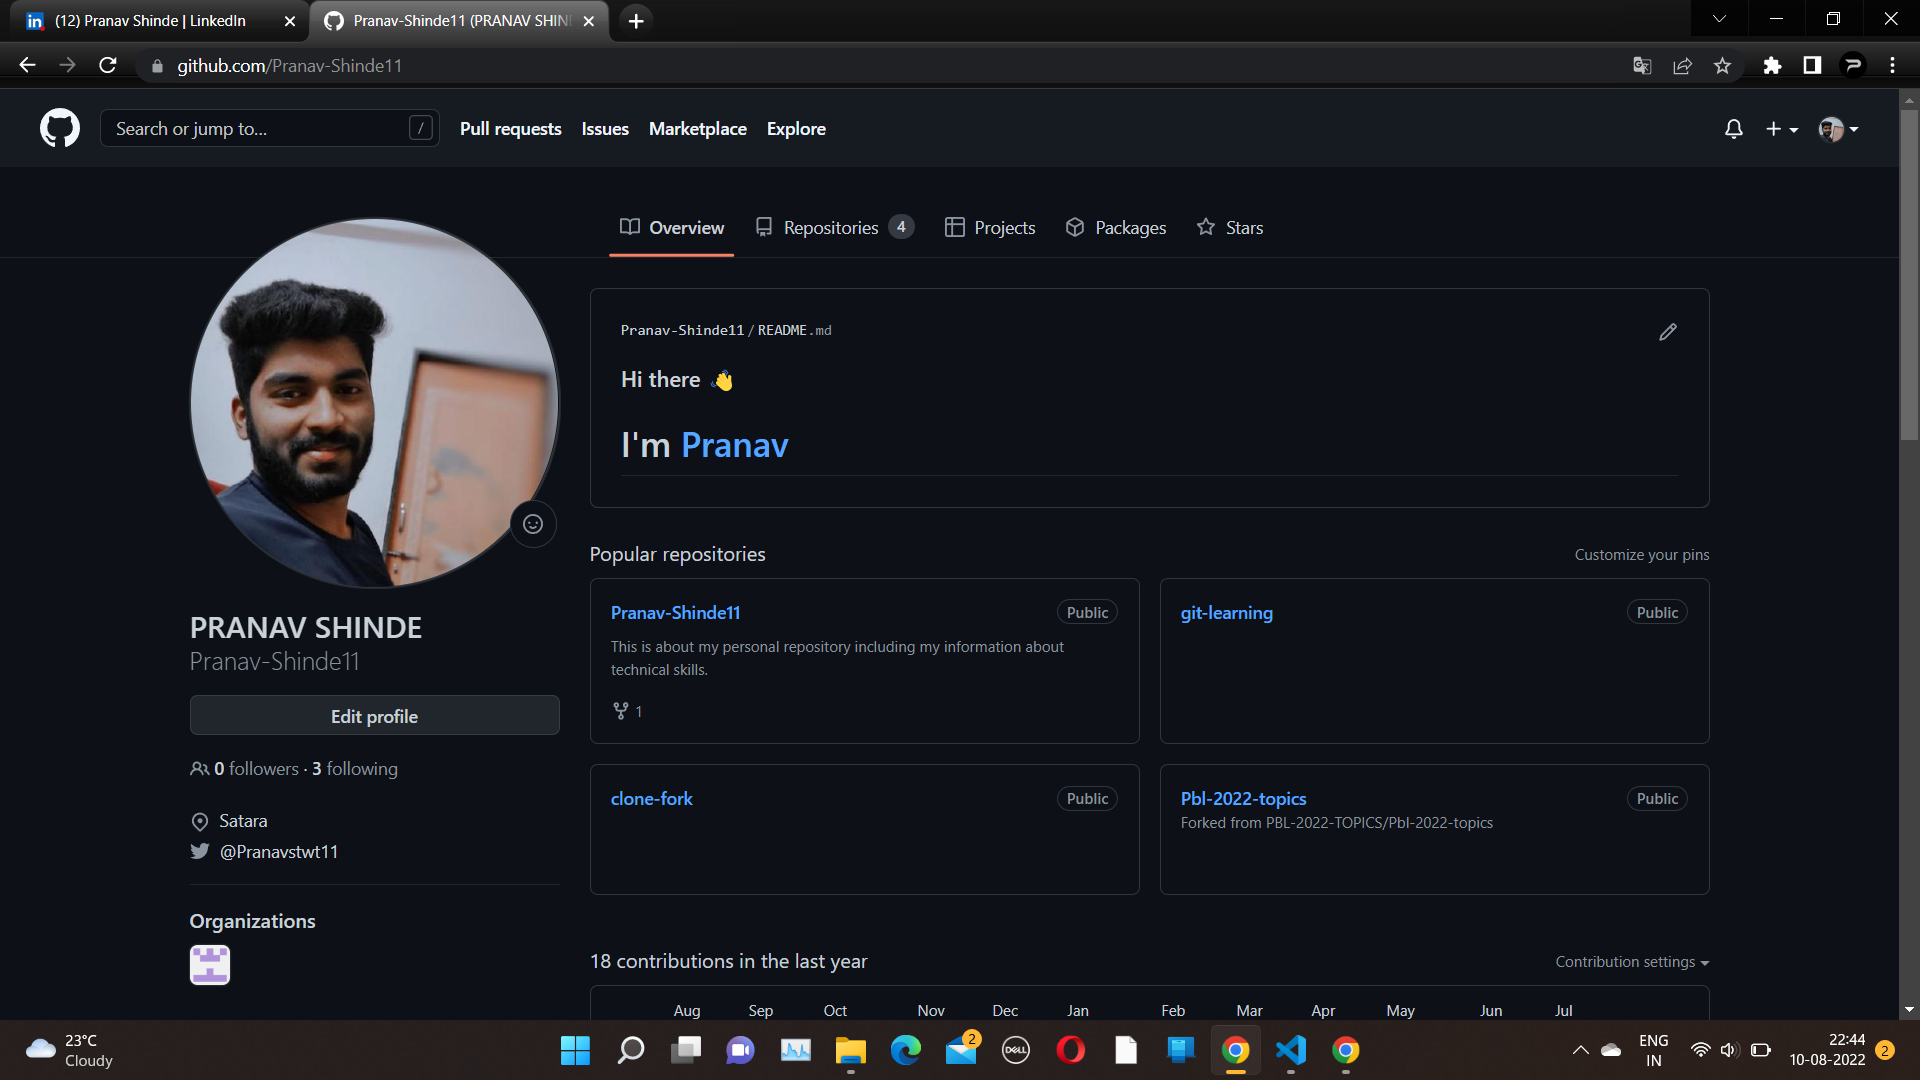 (12) Pranav Shinde | LinkedIn
Pranav-Shinde11 (PRANAV SHIN
github.com/Pranav-Shinde11
Search or jump to...
/
Pull requests
Issues
Marketplace
Explore
Overview
Repositories 4
Projects
Packages
Stars
Pranav-Shinde11/README.md
Hi there 👋
I'm Pranav
PRANAV SHINDE
Pranav-Shinde11
Edit profile
0 followers · 3 following
Satara
@Pranavstwt11
Organizations
Popular repositories
Customize your pins
Pranav-Shinde11
Public
This is about my personal repository including my information about
technical skills.
1
git-learning
Public
clone-fork
Public
Pbl-2022-topics
Public
Forked from PBL-2022-TOPICS/Pbl-2022-topics
18 contributions in the last year
Contribution settings
Aug Sep Oct Nov Dec Jan Feb Mar Apr May Jun Jul
23°C
Cloudy
2
DELL
ENG
IN
22:44
10-08-2022
2